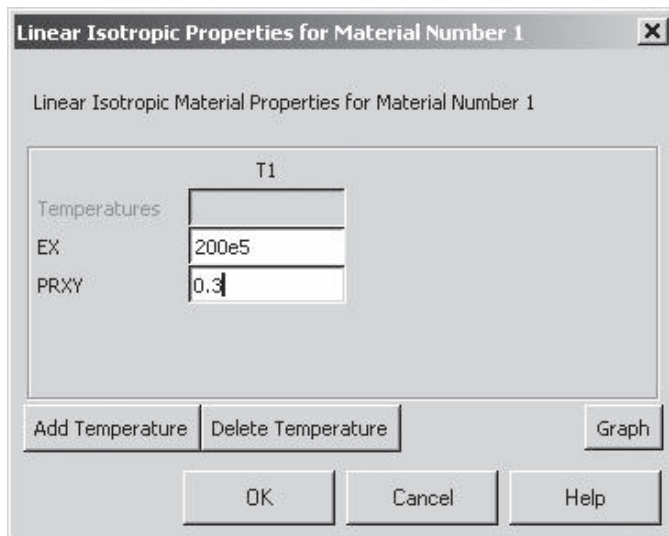 Linear Isotropic Properties for Material Number 1
Linear Isotropic Material Properties for Material Number 1
T1
Temperatures
EX 200e5
PRXY 0.3
Add Temperature Delete Temperature Graph
OK Cancel Help